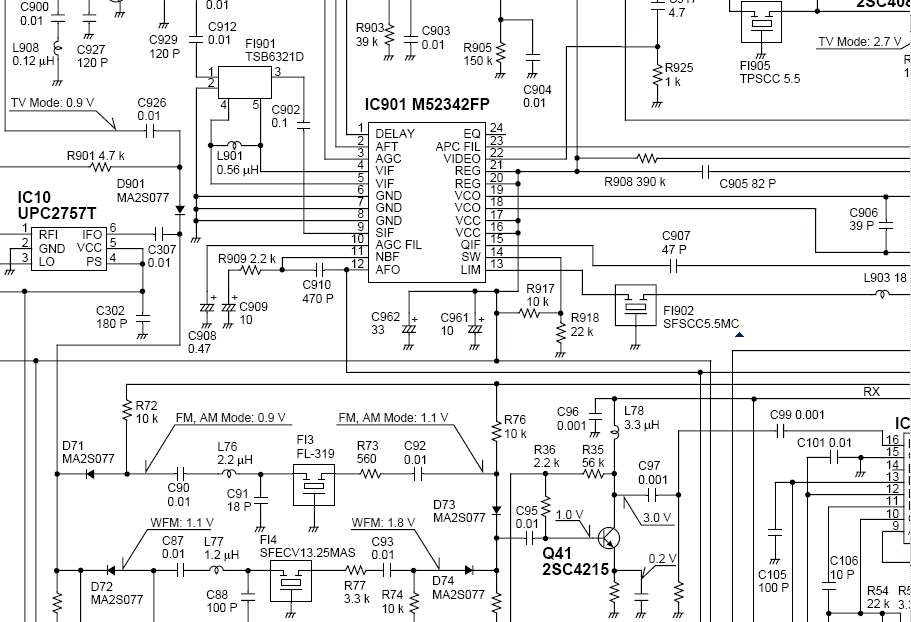 C900
0.01
0.01
C912
0.01
C929
120 P
C927
120 P
L908
0.12 μH
FI901
TSB6321D
1
2
3
4
5
R903
39 k
C903
0.01
R905
150 k
C904
0.01
4.7
R925
1 k
FI905
TPSCC 5.5
TV Mode: 2.7 V
TV Mode: 0.9 V
C926
0.01
C902
0.1
L901
0.56 μH
R901 4.7 k
D901
MA2S077
IC901 M52342FP
1 DELAY EQ 24
2 AFT APC FIL 23
3 AGC VIDEO 22
4 VIF REG 21
5 VIF REG 20
6 GND VCO 19
7 GND VCO 18
8 GND VCC 17
9 SIF VCC 16
10 AGC FIL QIF 15
11 NBF SW 14
12 AFO LIM 13
R908 390 k
C905 82 P
C906
39 P
C907
47 P
IC10
UPC2757T
1 RFI IFO 6
2 GND VCC 5
3 LO PS 4
C307
0.01
R909 2.2 k
C910
470 P
C909
10
C908
0.47
C302
180 P
C962
33
C961
10
R917
10 k
R918
22 k
FI902
SFSCC5.5MC
L903 18
RX
R72
10 k
FM, AM Mode: 0.9 V
FM, AM Mode: 1.1 V
R76
10 k
C96
0.001
L78
3.3 μH
C99 0.001
IC
D71
MA2S077
L76
2.2 μH
FI3
FL-319
R73
560
C92
0.01
C90
0.01
C91
18 P
R36
2.2 k
R35
56 k
C97
0.001
C101 0.01
16
15
14
13
12
11
10
9
D73
MA2S077
C95
0.01
1.0 V
3.0 V
WFM: 1.1 V
WFM: 1.8 V
C87
0.01
L77
1.2 μH
FI4
SFECV13.25MAS
C93
0.01
Q41
2SC4215
0.2 V
D72
MA2S077
C88
100 P
R77
3.3 k
R74
10 k
D74
MA2S077
C105
100 P
C106
10 P
R54
22 k